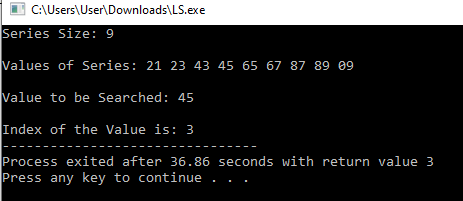 C:\Users\User\Downloads\LS.exe
Series Size: 9
Values of Series: 21 23 43 45 65 67 87 89 09
Value to be Searched: 45
Index of the Value is: 3
--------------------------------
Process exited after 36.86 seconds with return value 3
Press any key to continue . . .